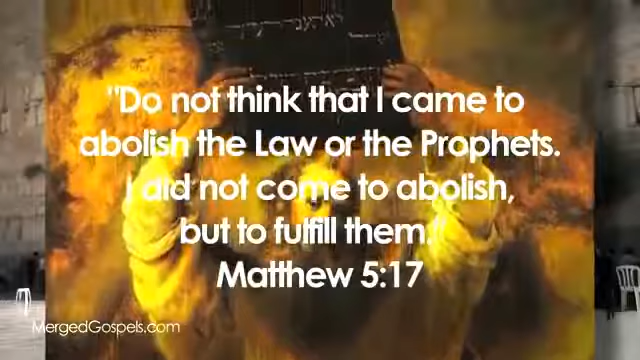 "Do not think that I came to
abolish the Law or the Prophets.
I did not come to abolish,
but to fulfill them."
Matthew 5:17
MergedGospels.com